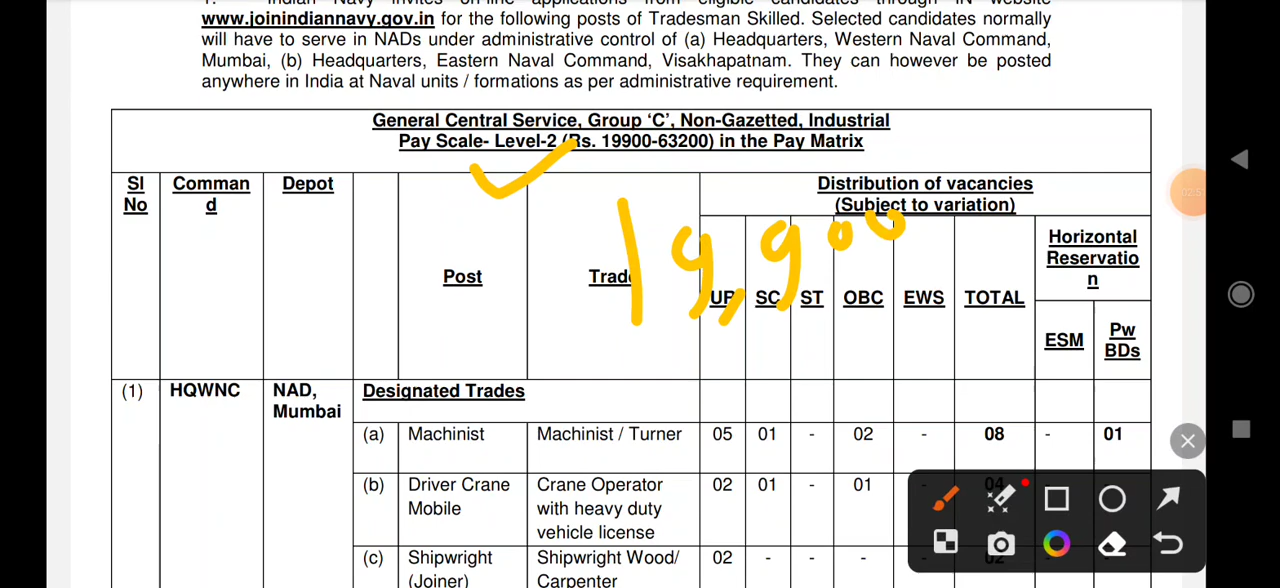 1. Indian Navy invites on-line applications from eligible candidates through IN website
www.joinindiannavy.gov.in for the following posts of Tradesman Skilled. Selected candidates normally
will have to serve in NADs under administrative control of (a) Headquarters, Western Naval Command,
Mumbai, (b) Headquarters, Eastern Naval Command, Visakhapatnam. They can however be posted
anywhere in India at Naval units / formations as per administrative requirement.
General Central Service, Group ‘C’, Non-Gazetted, Industrial
Pay Scale- Level-2 (Rs. 19900-63200) in the Pay Matrix
Sl No Comman d Depot Post Trade Distribution of vacancies
(Subject to variation)
19,900
UR SC ST OBC EWS TOTAL Horizontal Reservatio n
ESM Pw BDs
(1) HQWNC NAD, Designated Trades
Mumbai
(a) Machinist Machinist / Turner 05 01 - 02 - 08 - 01
(b) Driver Crane Crane Operator 02 01 - 01 - 04
Mobile with heavy duty
vehicle license
(c) Shipwright Shipwright Wood/ 02 - - - - 02
(Joiner) Carpenter